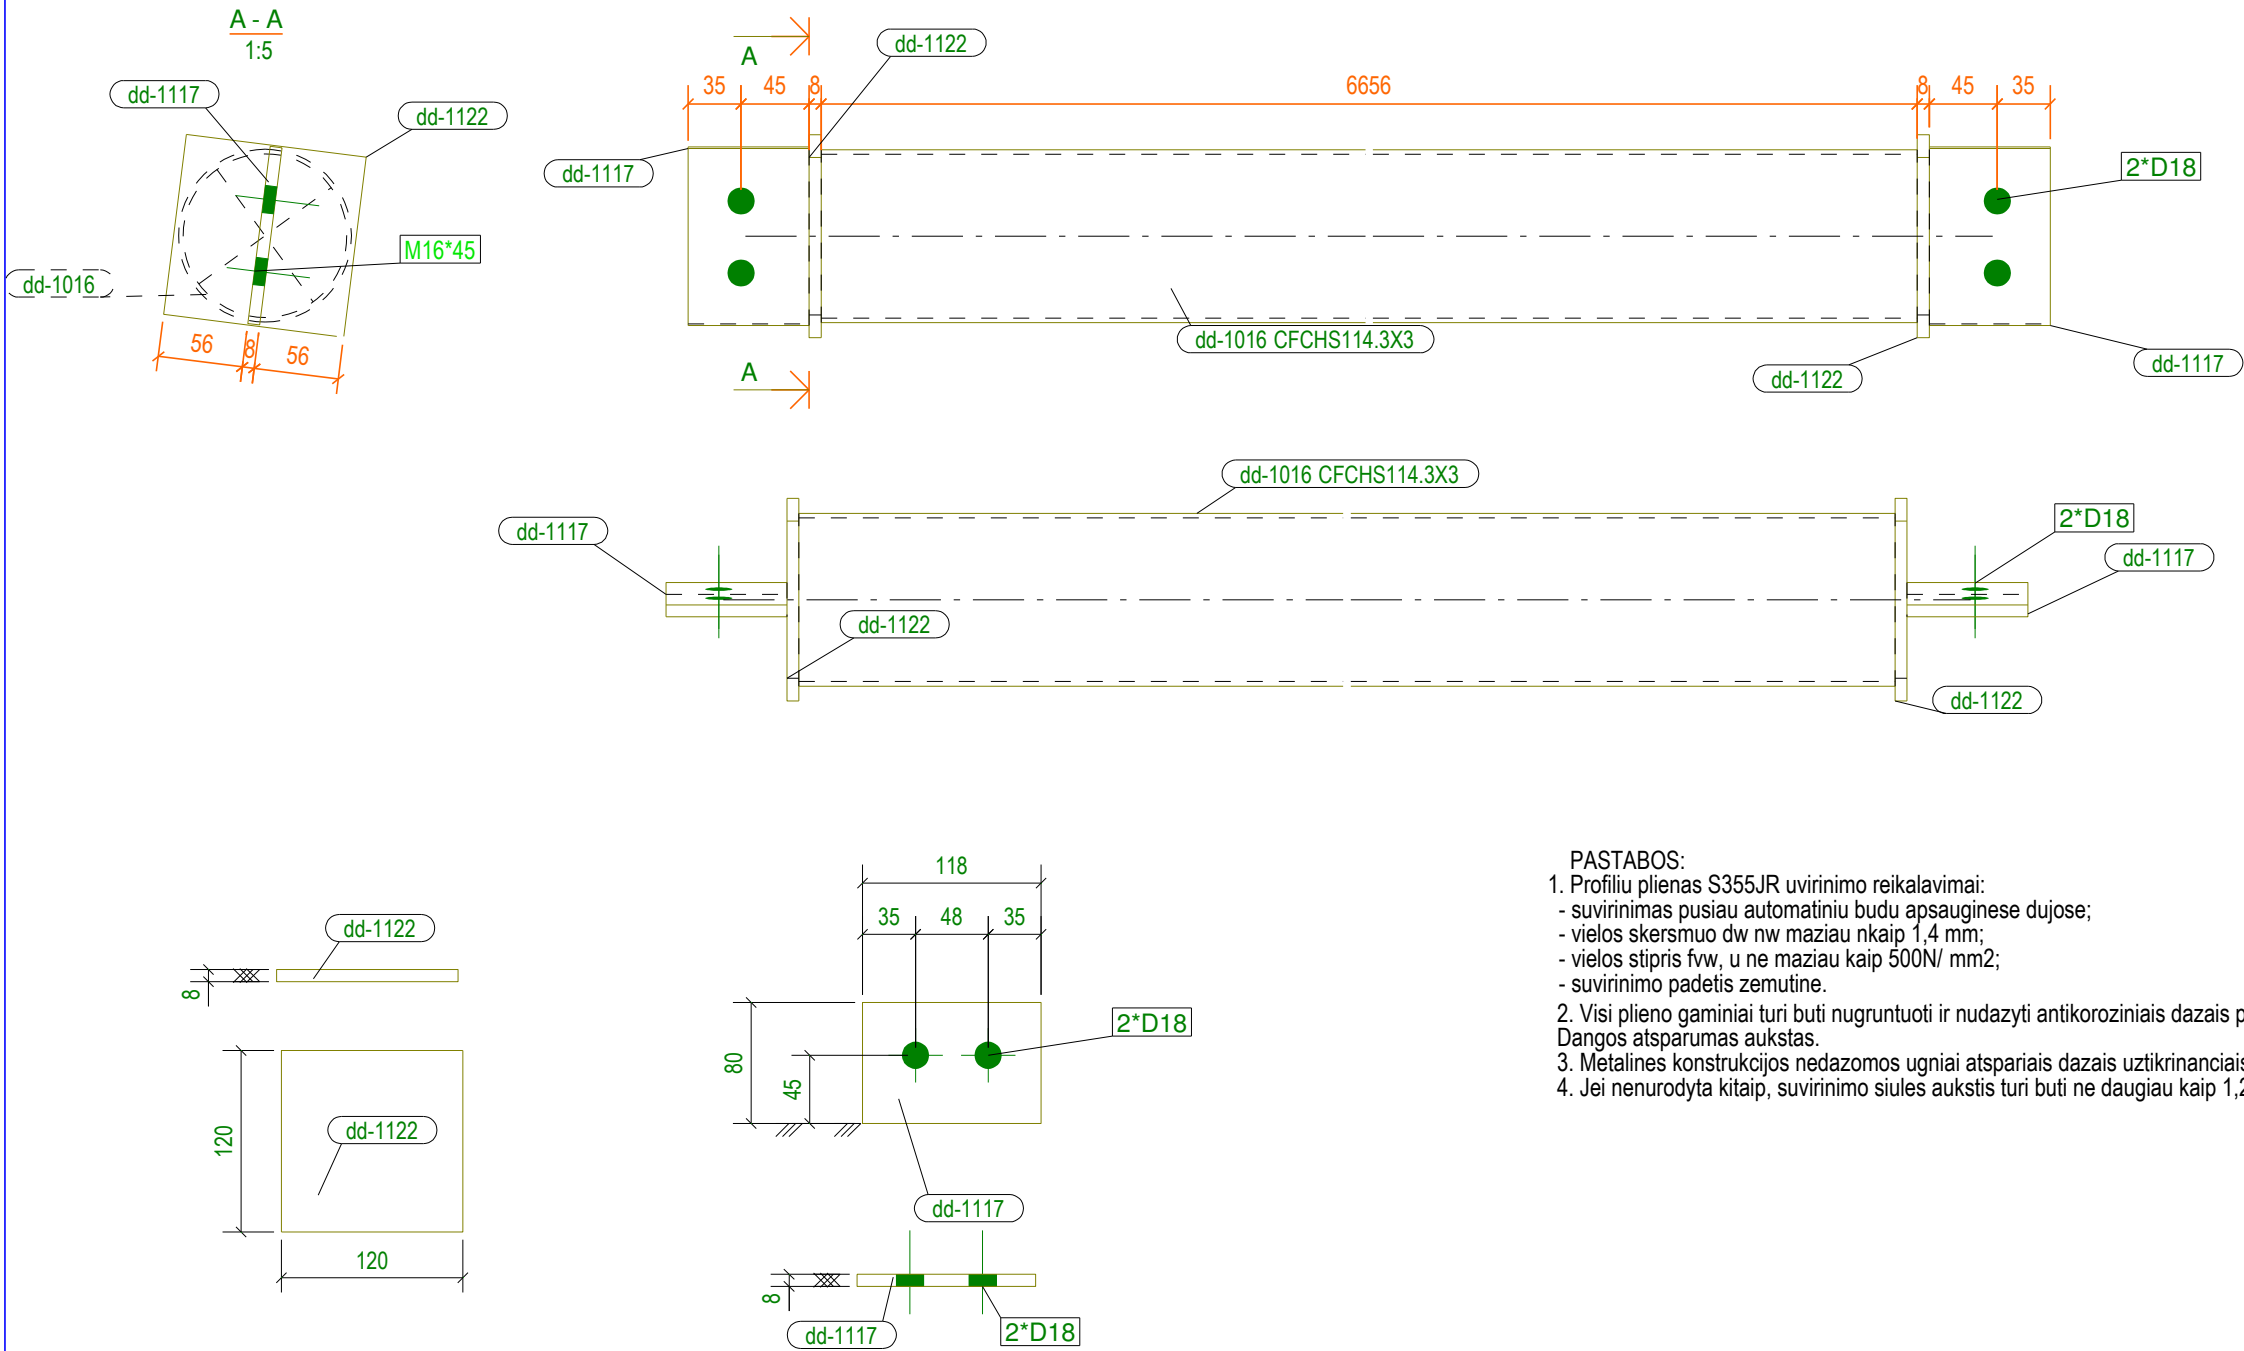 A - A
1:5
dd-1117
dd-1122
M16*45
dd-1016
56
8
56
A
dd-1122
35
45
8
6656
8
45
35
dd-1117
2*D18
dd-1016 CFCHS114.3X3
A
dd-1122
dd-1117
dd-1016 CFCHS114.3X3
dd-1117
2*D18
dd-1117
dd-1122
dd-1122
dd-1122
8
dd-1122
120
120
118
35
48
35
2*D18
80
45
dd-1117
8
dd-1117
2*D18
PASTABOS:
1. Profiliu plienas S355JR uvirinimo reikalavimai:
- suvirinimas pusiau automatiniu budu apsauginese dujose;
- vielos skersmuo dw nw maziau nkaip 1,4 mm;
- vielos stipris fvw, u ne maziau kaip 500N/ mm2;
- suvirinimo padetis zemutine.
2. Visi plieno gaminiai turi buti nugruntuoti ir nudazyti antikoroziniais dazais p
Dangos atsparumas aukstas.
3. Metalines konstrukcijos nedazomos ugniai atspariais dazais uztikrinanciais
4. Jei nenurodyta kitaip, suvirinimo siules aukstis turi buti ne daugiau kaip 1,2